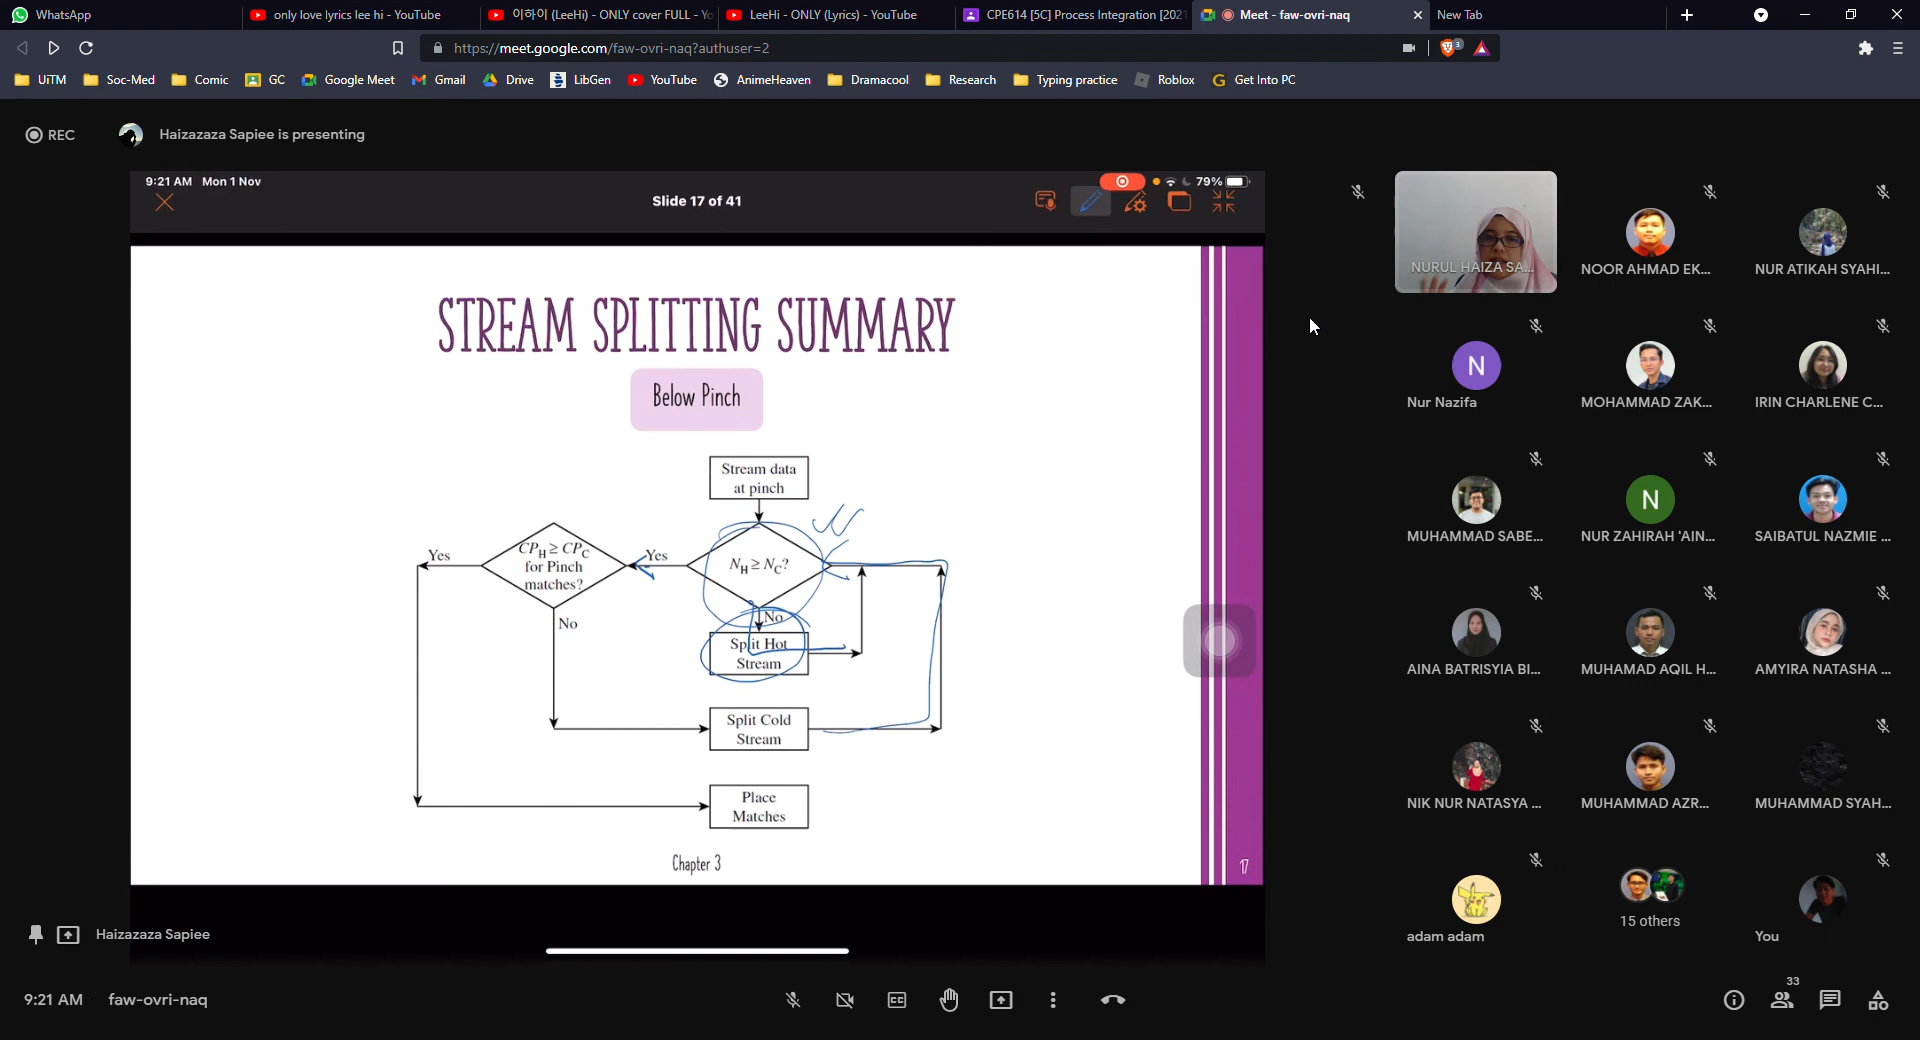 WhatsApp
only love lyrics lee hi - YouTube
이하이 (LeeHi) - ONLY cover FULL - Yo
LeeHi - ONLY (Lyrics) - YouTube
CPE614 [5C] Process Integration [2021
Meet - faw-ovri-naq
New Tab
https://meet.google.com/faw-ovri-naq?authuser=2
3
UiTM
Soc-Med
Comic
GC
Google Meet
Gmail
Drive
LibGen
YouTube
AnimeHeaven
Dramacool
Research
Typing practice
Roblox
Get Into PC
REC
Haizazaza Sapiee is presenting
9:21 AM Mon 1 Nov
79%
Slide 17 of 41
STREAM SPLITTING SUMMARY
Below Pinch
Stream data
at pinch
Yes
CPH ≥ CPC
for Pinch
matches?
Yes
NH ≥ NC?
No
No
Split Hot
Stream
Split Cold
Stream
Place
Matches
Chapter 3
17
NURUL HAIZA SA...
NOOR AHMAD EK...
NUR ATIKAH SYAHI...
N
Nur Nazifa
MOHAMMAD ZAK...
IRIN CHARLENE C...
MUHAMMAD SABE...
N
NUR ZAHIRAH 'AIN...
SAIBATUL NAZMIE ...
AINA BATRISYIA BI...
MUHAMAD AQIL H...
AMYIRA NATASHA ...
NIK NUR NATASYA ...
MUHAMMAD AZR...
MUHAMMAD SYAH...
adam adam
15 others
You
Haizazaza Sapiee
9:21 AM
faw-ovri-naq
33